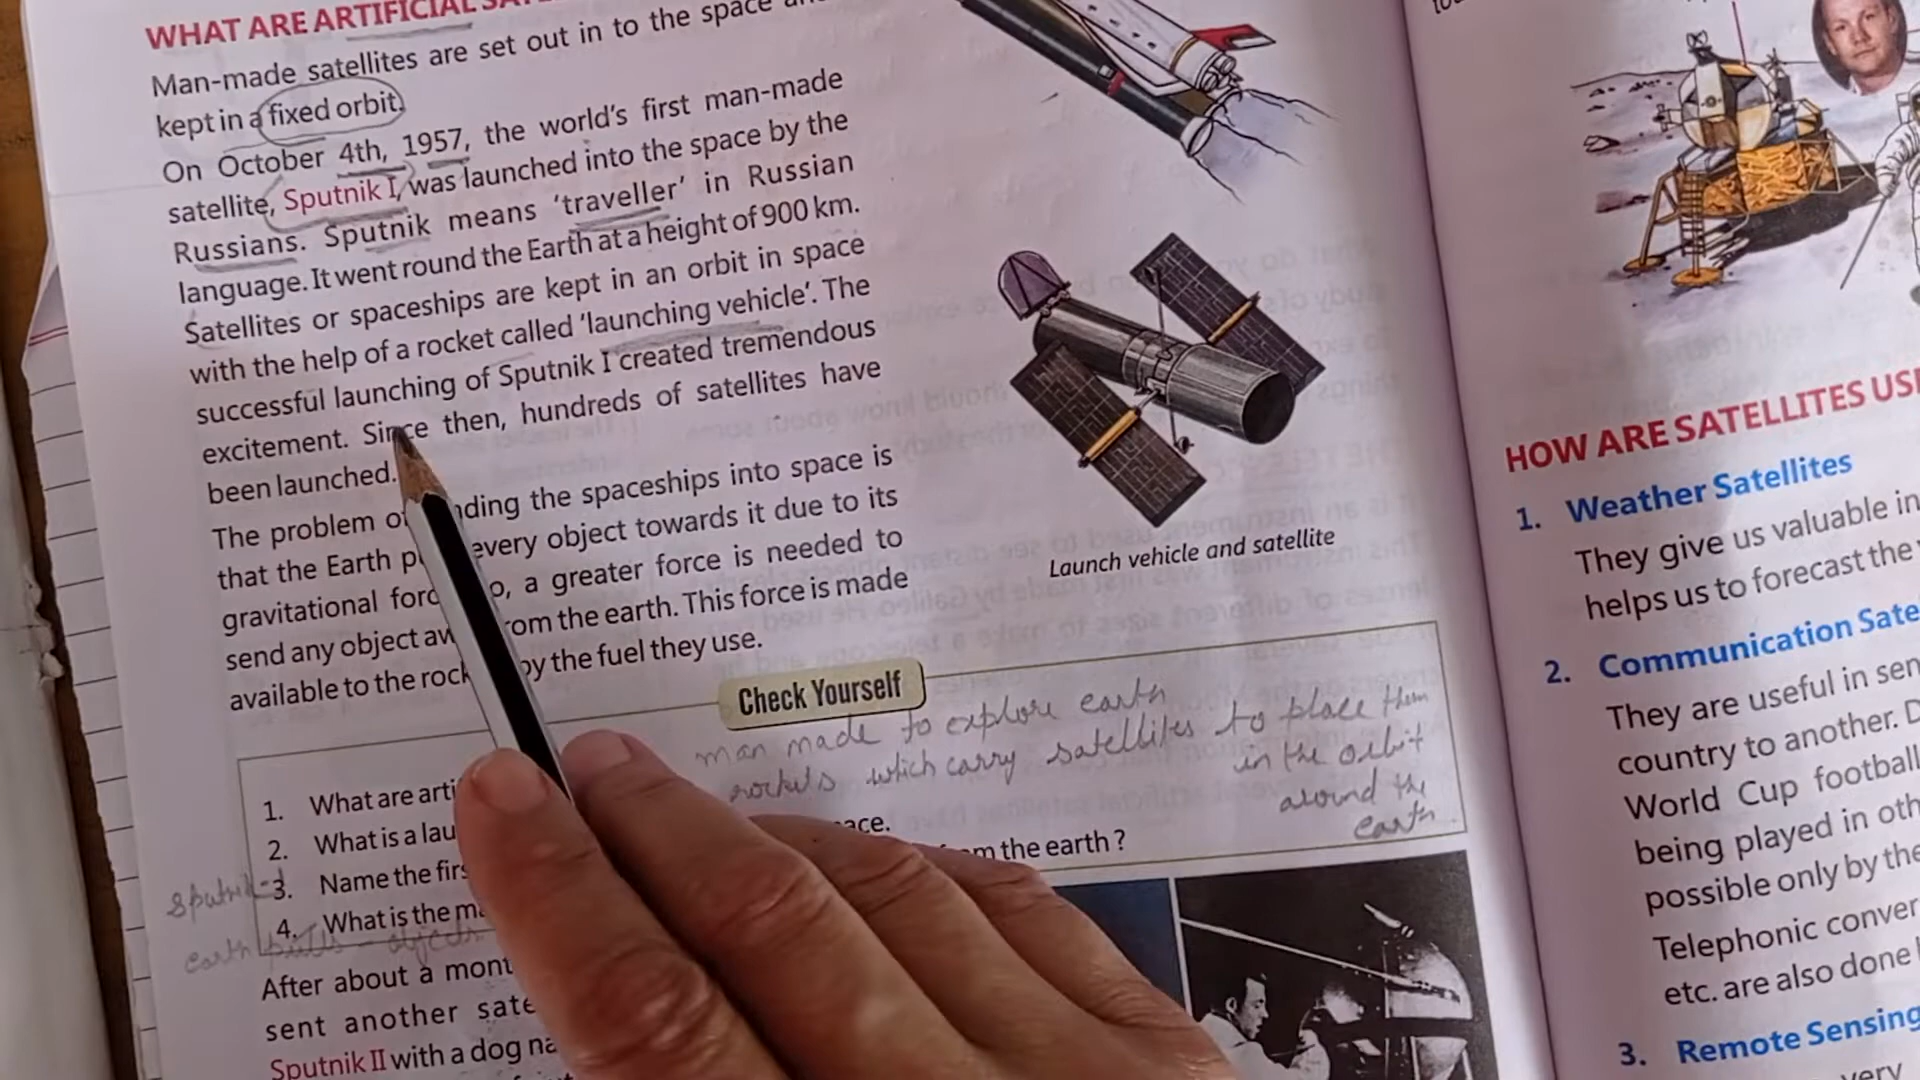 WHAT ARE ARTIFICIAL
Man-made satellites are set out in to the space
kept in a fixed orbit.
On October 4th, 1957, the world's first man-made
satellite, Sputnik I, was launched into the space by the
Russians. Sputnik means 'traveller' in Russian
language. It went round the Earth at a height of 900 km.
Satellites or spaceships are kept in an orbit in space
with the help of a rocket called 'launching vehicle'. The
successful launching of Sputnik I created tremendous
excitement. Since then, hundreds of satellites have
been launched.
The problem of nding the spaceships into space is
that the Earth p every object towards it due to its
gravitational forc o, a greater force is needed to
send any object aw rom the earth. This force is made
available to the rock by the fuel they use.
Launch vehicle and satellite
Check Yourself
man made to explore earth
rockets which carry satellites to place them
in the orbit
around the
earth
1. What are arti
2. What is a lau
3. Name the firs ace.
4. What is the ma m the earth ?
sputnik-1
earth pulls objects
After about a mont
sent another sate
Sputnik II with a dog na
HOW ARE SATELLITES USE
1. Weather Satellites
They give us valuable in
helps us to forecast the
2. Communication Sate
They are useful in sen
country to another. D
World Cup football
being played in oth
possible only by the
Telephonic conver
etc. are also done
3. Remote Sensing
very